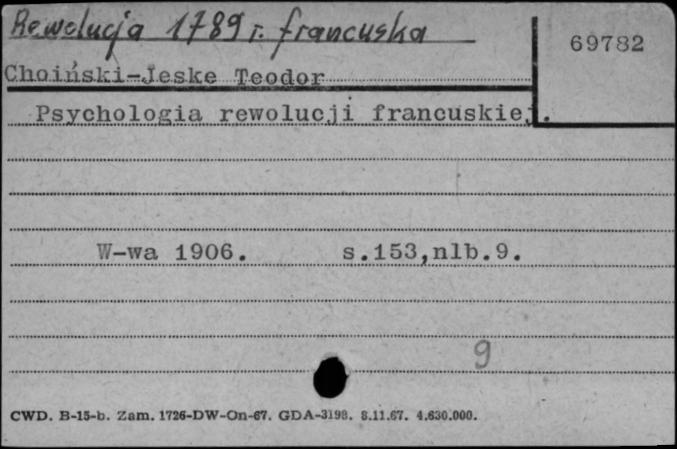 Rewolucja 1789 r. francuska
69782
Choiński-Jeske Teodor
Psychologia rewolucji francuskiej.
W-wa 1906. s.153,nlb.9.
9
CWD. B-15-b. Zam. 1726-DW-On-67. GDA-3198. 8.11.67. 4.630.000.